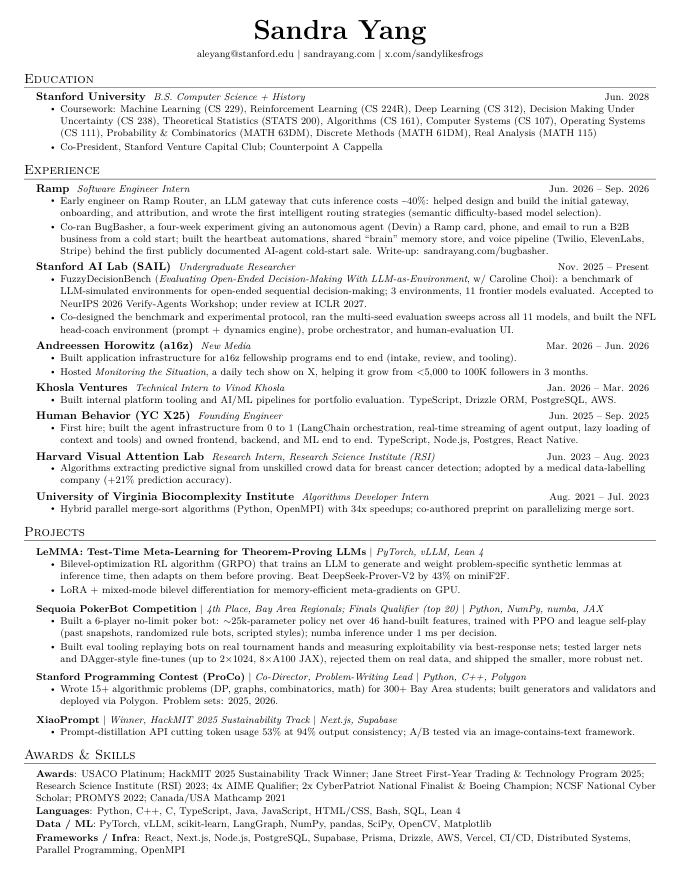 Sandra Yang
aleyang@stanford.edu | sandrayang.com | x.com/sandylikesfrogs
Education
Stanford University B.S. Computer Science + History Jun. 2028
• Coursework: Machine Learning (CS 229), Reinforcement Learning (CS 224R), Deep Learning (CS 312), Decision Making Under
Uncertainty (CS 238), Theoretical Statistics (STATS 200), Algorithms (CS 161), Computer Systems (CS 107), Operating Systems
(CS 111), Probability & Combinatorics (MATH 63DM), Discrete Methods (MATH 61DM), Real Analysis (MATH 115)
• Co-President, Stanford Venture Capital Club; Counterpoint A Cappella
Experience
Ramp Software Engineer Intern Jun. 2026 – Sep. 2026
• Early engineer on Ramp Router, an LLM gateway that cuts inference costs ~40%: helped design and build the initial gateway,
onboarding, and attribution, and wrote the first intelligent routing strategies (semantic difficulty-based model selection).
• Co-ran BugBasher, a four-week experiment giving an autonomous agent (Devin) a Ramp card, phone, and email to run a B2B
business from a cold start; built the heartbeat automations, shared “brain” memory store, and voice pipeline (Twilio, ElevenLabs,
Stripe) behind the first publicly documented AI-agent cold-start sale. Write-up: sandrayang.com/bugbasher.
Stanford AI Lab (SAIL) Undergraduate Researcher Nov. 2025 – Present
• FuzzyDecisionBench (Evaluating Open-Ended Decision-Making With LLM-as-Environment, w/ Caroline Choi): a benchmark of
LLM-simulated environments for open-ended sequential decision-making; 3 environments, 11 frontier models evaluated. Accepted to
NeurIPS 2026 Verify-Agents Workshop; under review at ICLR 2027.
• Co-designed the benchmark and experimental protocol, ran the multi-seed evaluation sweeps across all 11 models, and built the NFL
head-coach environment (prompt + dynamics engine), probe orchestrator, and human-evaluation UI.
Andreessen Horowitz (a16z) New Media Mar. 2026 – Jun. 2026
• Built application infrastructure for a16z fellowship programs end to end (intake, review, and tooling).
• Hosted Monitoring the Situation, a daily tech show on X, helping it grow from <5,000 to 100K followers in 3 months.
Khosla Ventures Technical Intern to Vinod Khosla Jan. 2026 – Mar. 2026
• Built internal platform tooling and AI/ML pipelines for portfolio evaluation. TypeScript, Drizzle ORM, PostgreSQL, AWS.
Human Behavior (YC X25) Founding Engineer Jun. 2025 – Sep. 2025
• First hire; built the agent infrastructure from 0 to 1 (LangChain orchestration, real-time streaming of agent output, lazy loading of
context and tools) and owned frontend, backend, and ML end to end. TypeScript, Node.js, Postgres, React Native.
Harvard Visual Attention Lab Research Intern, Research Science Institute (RSI) Jun. 2023 – Aug. 2023
• Algorithms extracting predictive signal from unskilled crowd data for breast cancer detection; adopted by a medical data-labelling
company (+21% prediction accuracy).
University of Virginia Biocomplexity Institute Algorithms Developer Intern Aug. 2021 – Jul. 2023
• Hybrid parallel merge-sort algorithms (Python, OpenMPI) with 34x speedups; co-authored preprint on parallelizing merge sort.
Projects
LeMMA: Test-Time Meta-Learning for Theorem-Proving LLMs | PyTorch, vLLM, Lean 4
• Bilevel-optimization RL algorithm (GRPO) that trains an LLM to generate and weight problem-specific synthetic lemmas at
inference time, then adapts on them before proving. Beat DeepSeek-Prover-V2 by 43% on miniF2F.
• LoRA + mixed-mode bilevel differentiation for memory-efficient meta-gradients on GPU.
Sequoia PokerBot Competition | 4th Place, Bay Area Regionals; Finals Qualifier (top 20) | Python, NumPy, numba, JAX
• Built a 6-player no-limit poker bot: ~25k-parameter policy net over 46 hand-built features, trained with PPO and league self-play
(past snapshots, randomized rule bots, scripted styles); numba inference under 1 ms per decision.
• Built eval tooling replaying bots on real tournament hands and measuring exploitability via best-response nets; tested larger nets
and DAgger-style fine-tunes (up to 2×1024, 8×A100 JAX), rejected them on real data, and shipped the smaller, more robust net.
Stanford Programming Contest (ProCo) | Co-Director, Problem-Writing Lead | Python, C++, Polygon
• Wrote 15+ algorithmic problems (DP, graphs, combinatorics, math) for 300+ Bay Area students; built generators and validators and
deployed via Polygon. Problem sets: 2025, 2026.
XiaoPrompt | Winner, HackMIT 2025 Sustainability Track | Next.js, Supabase
• Prompt-distillation API cutting token usage 53% at 94% output consistency; A/B tested via an image-contains-text framework.
Awards & Skills
Awards: USACO Platinum; HackMIT 2025 Sustainability Track Winner; Jane Street First-Year Trading & Technology Program 2025;
Research Science Institute (RSI) 2023; 4x AIME Qualifier; 2x CyberPatriot National Finalist & Boeing Champion; NCSF National Cyber
Scholar; PROMYS 2022; Canada/USA Mathcamp 2021
Languages: Python, C++, C, TypeScript, Java, JavaScript, HTML/CSS, Bash, SQL, Lean 4
Data / ML: PyTorch, vLLM, scikit-learn, LangGraph, NumPy, pandas, SciPy, OpenCV, Matplotlib
Frameworks / Infra: React, Next.js, Node.js, PostgreSQL, Supabase, Prisma, Drizzle, AWS, Vercel, CI/CD, Distributed Systems,
Parallel Programming, OpenMPI